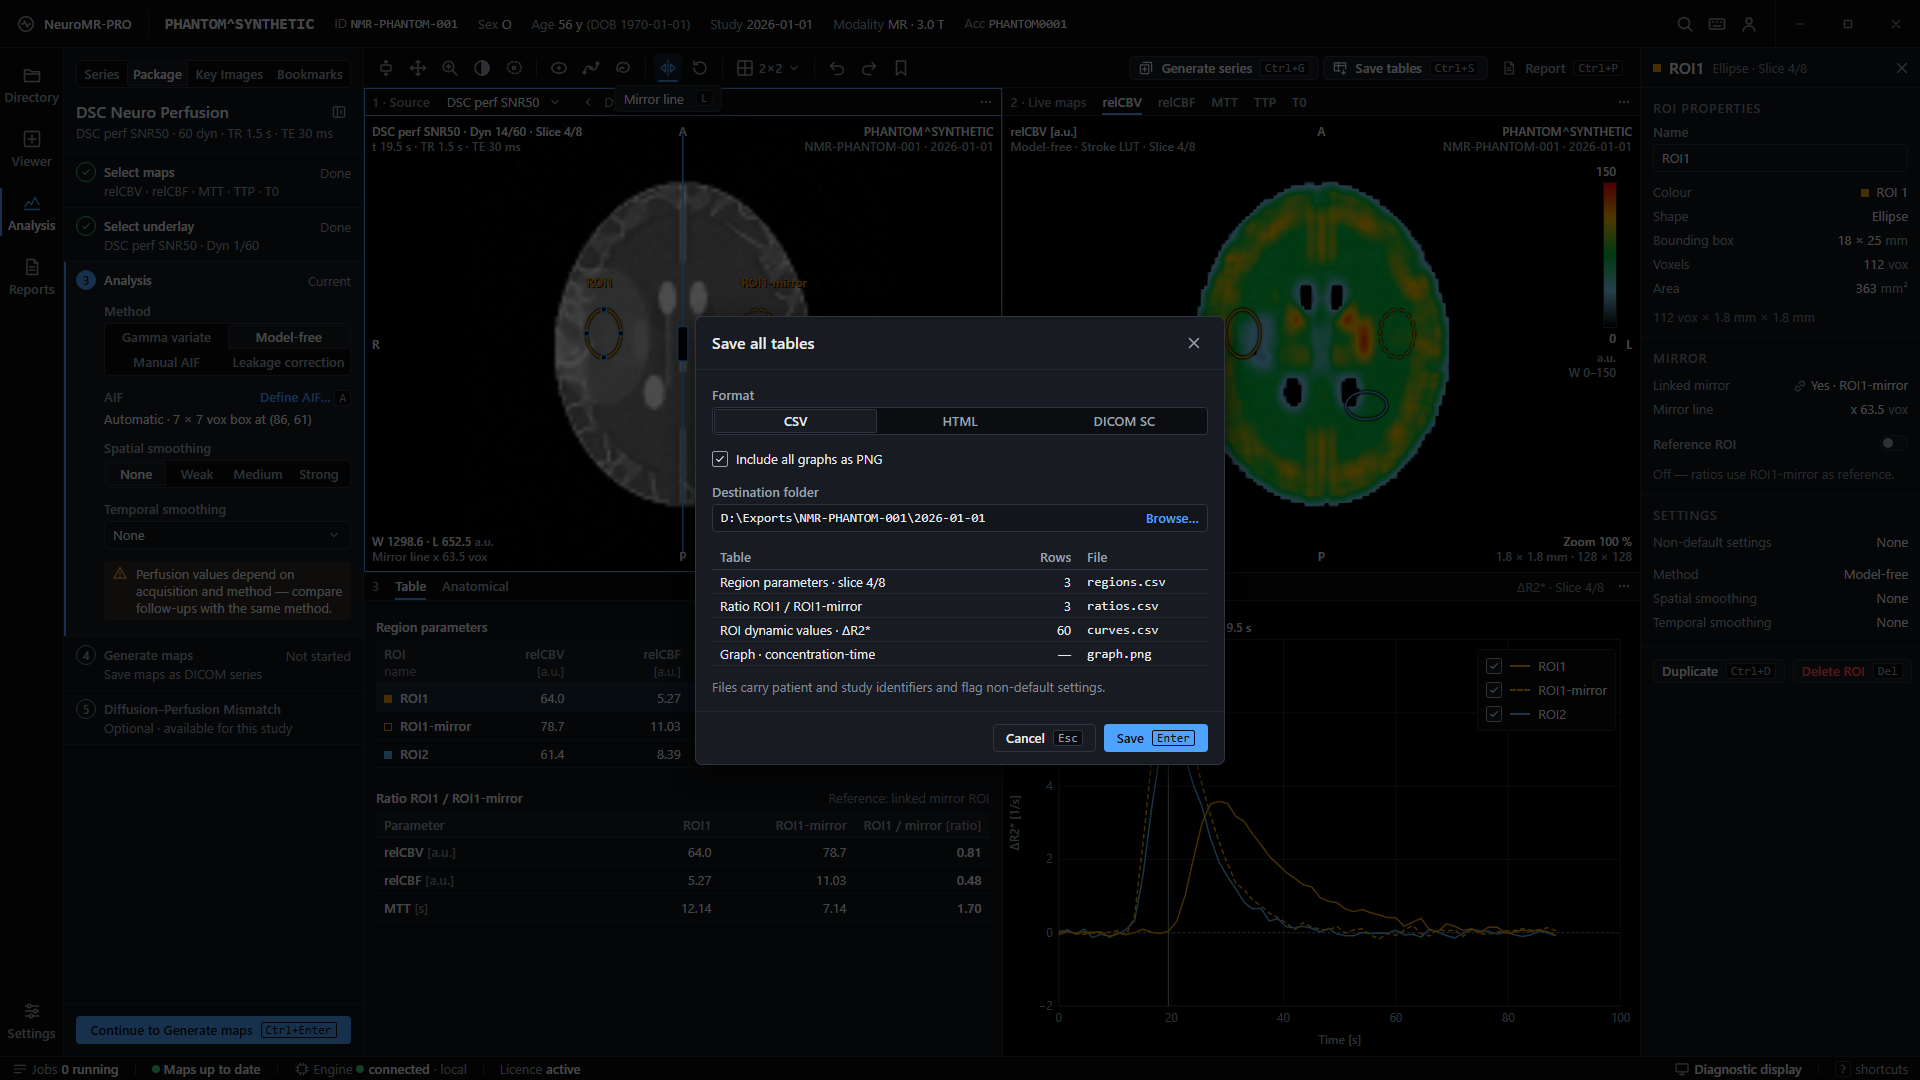 NeuroMR-PRO
PHANTOM^SYNTHETIC
ID NMR-PHANTOM-001
Sex O
Age 56 y (DOB 1970-01-01)
Study 2026-01-01
Modality MR · 3.0 T
Acc PHANTOM0001
Directory
Viewer
Analysis
Reports
Settings
Series
Package
Key Images
Bookmarks
DSC Neuro Perfusion
DSC perf SNR50 · 60 dyn · TR 1.5 s · TE 30 ms
Select maps
Done
relCBV · relCBF · MTT · TTP · T0
Select underlay
Done
DSC perf SNR50 · Dyn 1/60
3
Analysis
Current
Method
Gamma variate
Model-free
Manual AIF
Leakage correction
AIF
Define AIF...
A
Automatic · 7 × 7 vox box at (86, 61)
Spatial smoothing
None
Weak
Medium
Strong
Temporal smoothing
None
Perfusion values depend on
acquisition and method — compare
follow-ups with the same method.
4
Generate maps
Not started
Save maps as DICOM series
5
Diffusion–Perfusion Mismatch
Optional · available for this study
Continue to Generate maps Ctrl+Enter
2×2
Generate series Ctrl+G
Save tables Ctrl+S
Report Ctrl+P
1 · Source
DSC perf SNR50
D
Mirror line L
DSC perf SNR50 · Dyn 14/60 · Slice 4/8
t 19.5 s · TR 1.5 s · TE 30 ms
A
PHANTOM^SYNTHETIC
NMR-PHANTOM-001 · 2026-01-01
ROI1
ROI1-mirror
R
W 1298.6 · L 652.5 a.u.
Mirror line x 63.5 vox
P
2 · Live maps
relCBV
relCBF
MTT
TTP
T0
relCBV [a.u.]
Model-free · Stroke LUT · Slice 4/8
A
PHANTOM^SYNTHETIC
NMR-PHANTOM-001 · 2026-01-01
150
0
L
a.u.
W 0–150
P
Zoom 100 %
1.8 × 1.8 mm · 128 × 128
Save all tables
Format
CSV
HTML
DICOM SC
Include all graphs as PNG
Destination folder
D:\Exports\NMR-PHANTOM-001\2026-01-01
Browse...
Table
Rows
File
Region parameters · slice 4/8
3
regions.csv
Ratio ROI1 / ROI1-mirror
3
ratios.csv
ROI dynamic values · ΔR2*
60
curves.csv
Graph · concentration-time
—
graph.png
Files carry patient and study identifiers and flag non-default settings.
Cancel Esc
Save Enter
3
Table
Anatomical
Region parameters
ROI
name
relCBV
[a.u.]
relCBF
[a.u.]
ROI1
64.0
5.27
ROI1-mirror
78.7
11.03
ROI2
61.4
8.39
Ratio ROI1 / ROI1-mirror
Reference: linked mirror ROI
Parameter
ROI1
ROI1-mirror
ROI1 / mirror [ratio]
relCBV [a.u.]
64.0
78.7
0.81
relCBF [a.u.]
5.27
11.03
0.48
MTT [s]
12.14
7.14
1.70
ΔR2* · Slice 4/8
9.5 s
ROI1
ROI1-mirror
ROI2
ΔR2* [1/s]
4
2
0
−2
0
20
40
60
80
100
Time [s]
ROI1
Ellipse · Slice 4/8
ROI PROPERTIES
Name
ROI1
Colour
ROI 1
Shape
Ellipse
Bounding box
18 × 25 mm
Voxels
112 vox
Area
363 mm²
112 vox × 1.8 mm × 1.8 mm
MIRROR
Linked mirror
Yes · ROI1-mirror
Mirror line
x 63.5 vox
Reference ROI
Off — ratios use ROI1-mirror as reference.
SETTINGS
Non-default settings
None
Method
Model-free
Spatial smoothing
None
Temporal smoothing
None
Duplicate Ctrl+D
Delete ROI Del
Jobs 0 running
Maps up to date
Engine connected · local
Licence active
Diagnostic display
? shortcuts